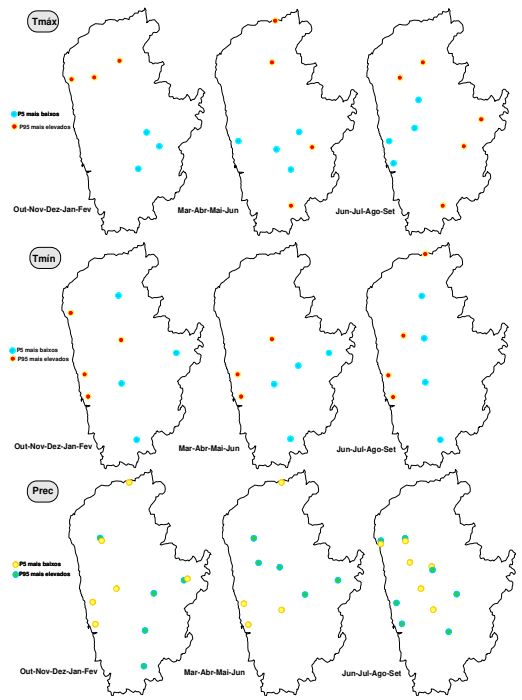 Tmáx
P5 mais baixos
P95 mais elevados
Out-Nov-Dez-Jan-Fev
Mar-Abr-Mai-Jun
Jun-Jul-Ago-Set
Tmín
P5 mais baixos
P95 mais elevados
Out-Nov-Dez-Jan-Fev
Mar-Abr-Mai-Jun
Jun-Jul-Ago-Set
Prec
P5 mais baixos
P95 mais elevados
Out-Nov-Dez-Jan-Fev
Mar-Abr-Mai-Jun
Jun-Jul-Ago-Set